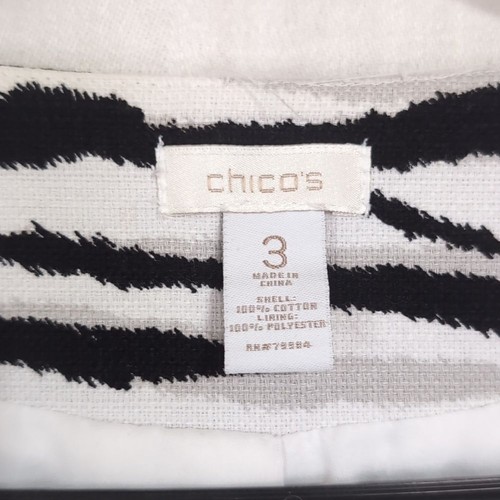 chico's
3
MADE IN
CHINA
SHELL:
100% COTTON
LINING:
100% POLYESTER
RN#79984